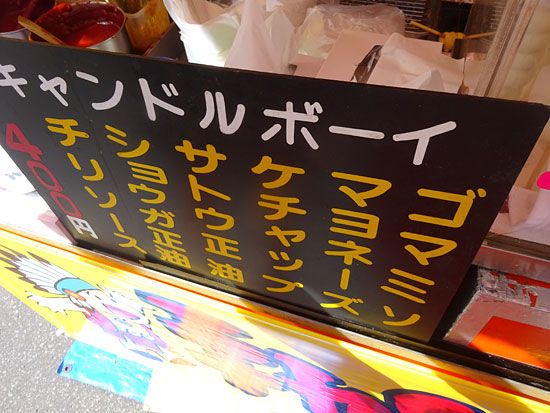 キャンドルボーイ
ゴマミソ
マヨネーズ
ケチャップ
サトウ正油
ショウガ正油
チリソース
400円